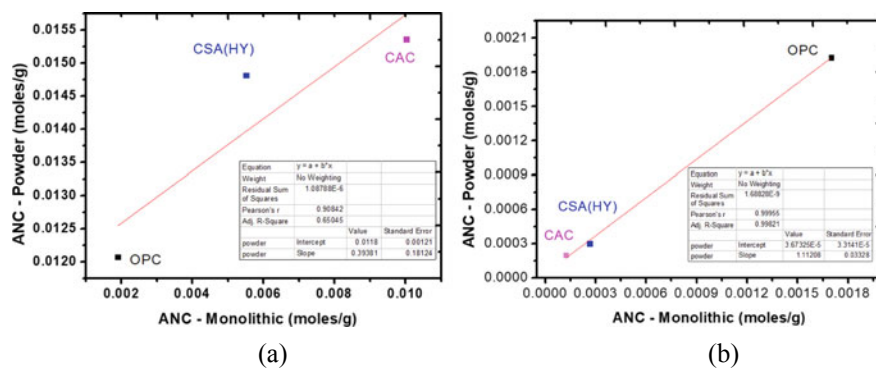 0.0155
0.0150
0.0145
0.0140
0.0135
0.0130
0.0125
0.0120
ANC - Powder (moles/g)
CSA(HY)
CAC
OPC
Equation y = a + b*x
Weight No Weighting
Residual Sum of Squares 1.08788E-6
Pearson's r 0.90842
Adj. R-Square 0.65045
Value Standard Error
powder Intercept 0.0118 0.00121
powder Slope 0.39381 0.18124
0.002 0.004 0.006 0.008 0.010
ANC - Monolithic (moles/g)
(a)
0.0021
0.0018
0.0015
0.0012
0.0009
0.0006
0.0003
0.0000
ANC - Powder (moles/g)
OPC
CSA(HY)
CAC
Equation y = a + b*x
Weight No Weighting
Residual Sum of Squares 1.68828E-9
Pearson's r 0.99955
Adj. R-Square 0.99821
Value Standard Error
powder Intercept 3.67325E-5 3.3141E-5
powder Slope 1.11208 0.03328
0.0000 0.0003 0.0006 0.0009 0.0012 0.0015 0.0018
ANC - Monolithic (moles/g)
(b)